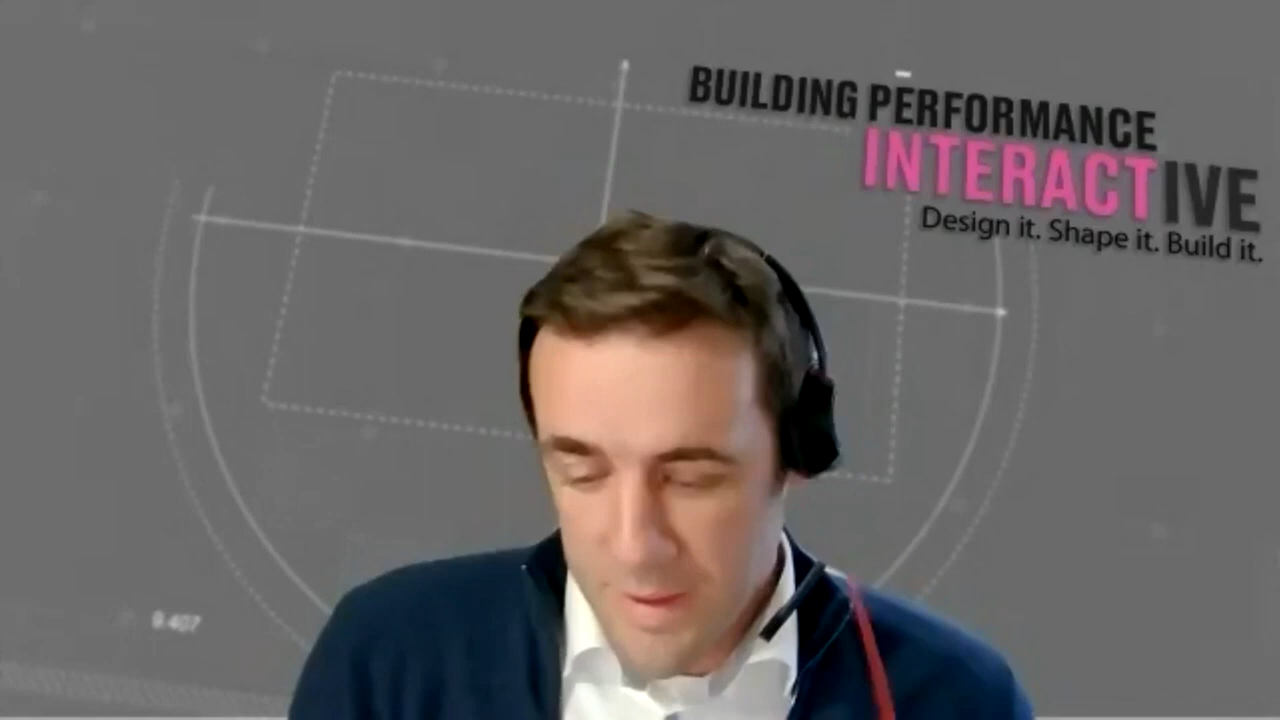 BUILDING PERFORMANCE
INTERACTIVE
Design it. Shape it. Build it.